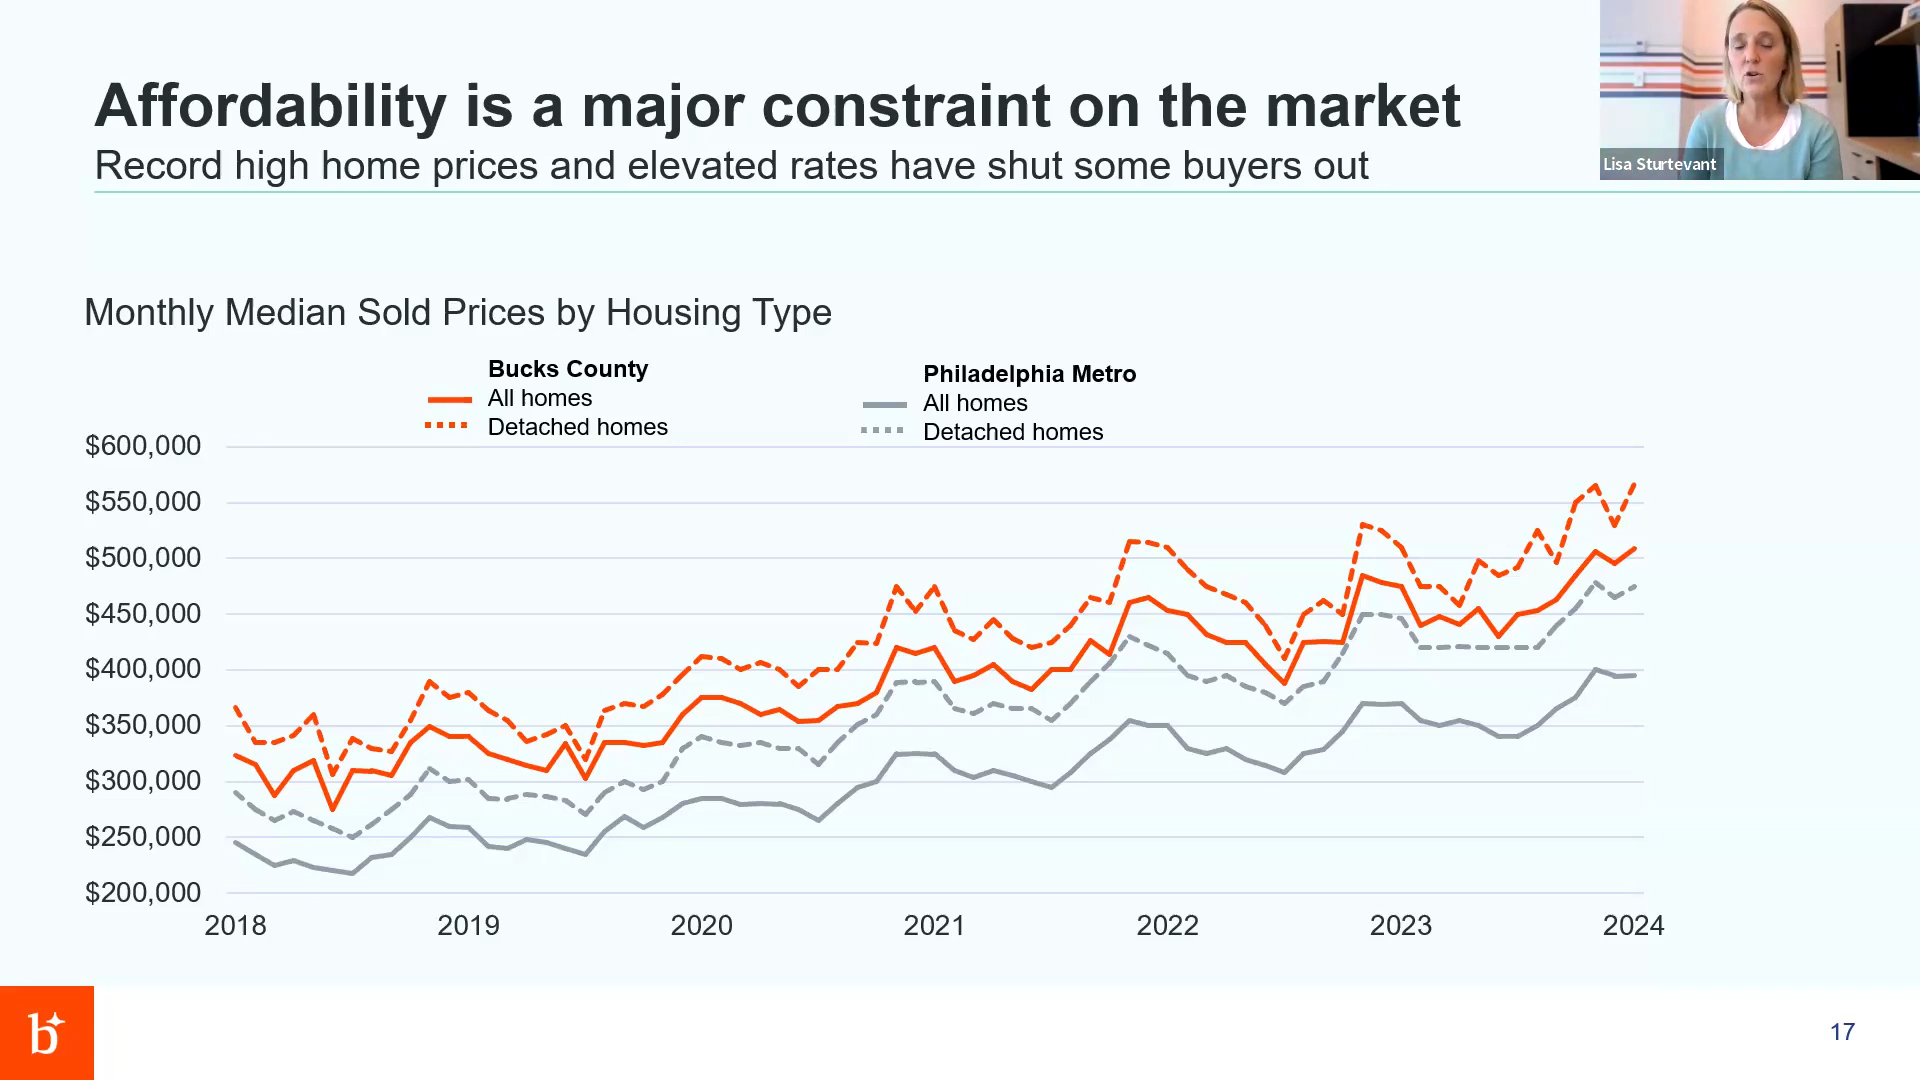 Affordability is a major constraint on the market
Record high home prices and elevated rates have shut some buyers out
Lisa Sturtevant
Monthly Median Sold Prices by Housing Type
Bucks County
All homes
Detached homes
Philadelphia Metro
All homes
Detached homes
$600,000
$550,000
$500,000
$450,000
$400,000
$350,000
$300,000
$250,000
$200,000
2018 2019 2020 2021 2022 2023 2024
b
17